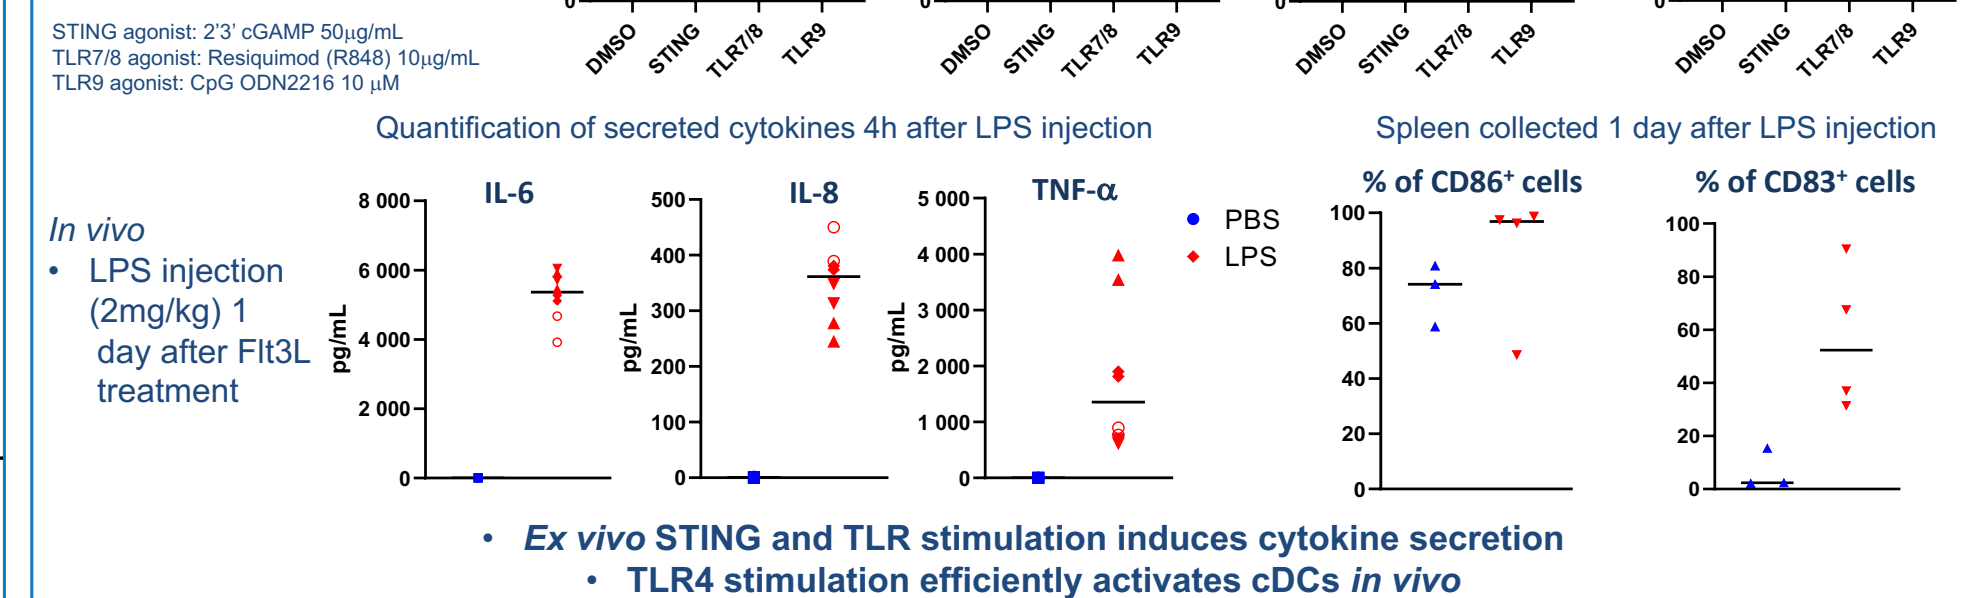 0 0 0 0
DMSO STING TLR7/8 TLR9 DMSO STING TLR7/8 TLR9 DMSO STING TLR7/8 TLR9 DMSO STING TLR7/8 TLR9
STING agonist: 2'3' cGAMP 50µg/mL
TLR7/8 agonist: Resiquimod (R848) 10µg/mL
TLR9 agonist: CpG ODN2216 10 µM
Quantification of secreted cytokines 4h after LPS injection
Spleen collected 1 day after LPS injection
In vivo
• LPS injection
(2mg/kg) 1
day after Flt3L
treatment
IL-6
pg/mL
8 000
6 000
4 000
2 000
0
IL-8
pg/mL
500
400
300
200
100
0
TNF-α
pg/mL
5 000
4 000
3 000
2 000
1 000
0
PBS
LPS
% of CD86⁺ cells
100
80
60
40
20
0
% of CD83⁺ cells
100
80
60
40
20
0
• Ex vivo STING and TLR stimulation induces cytokine secretion
• TLR4 stimulation efficiently activates cDCs in vivo